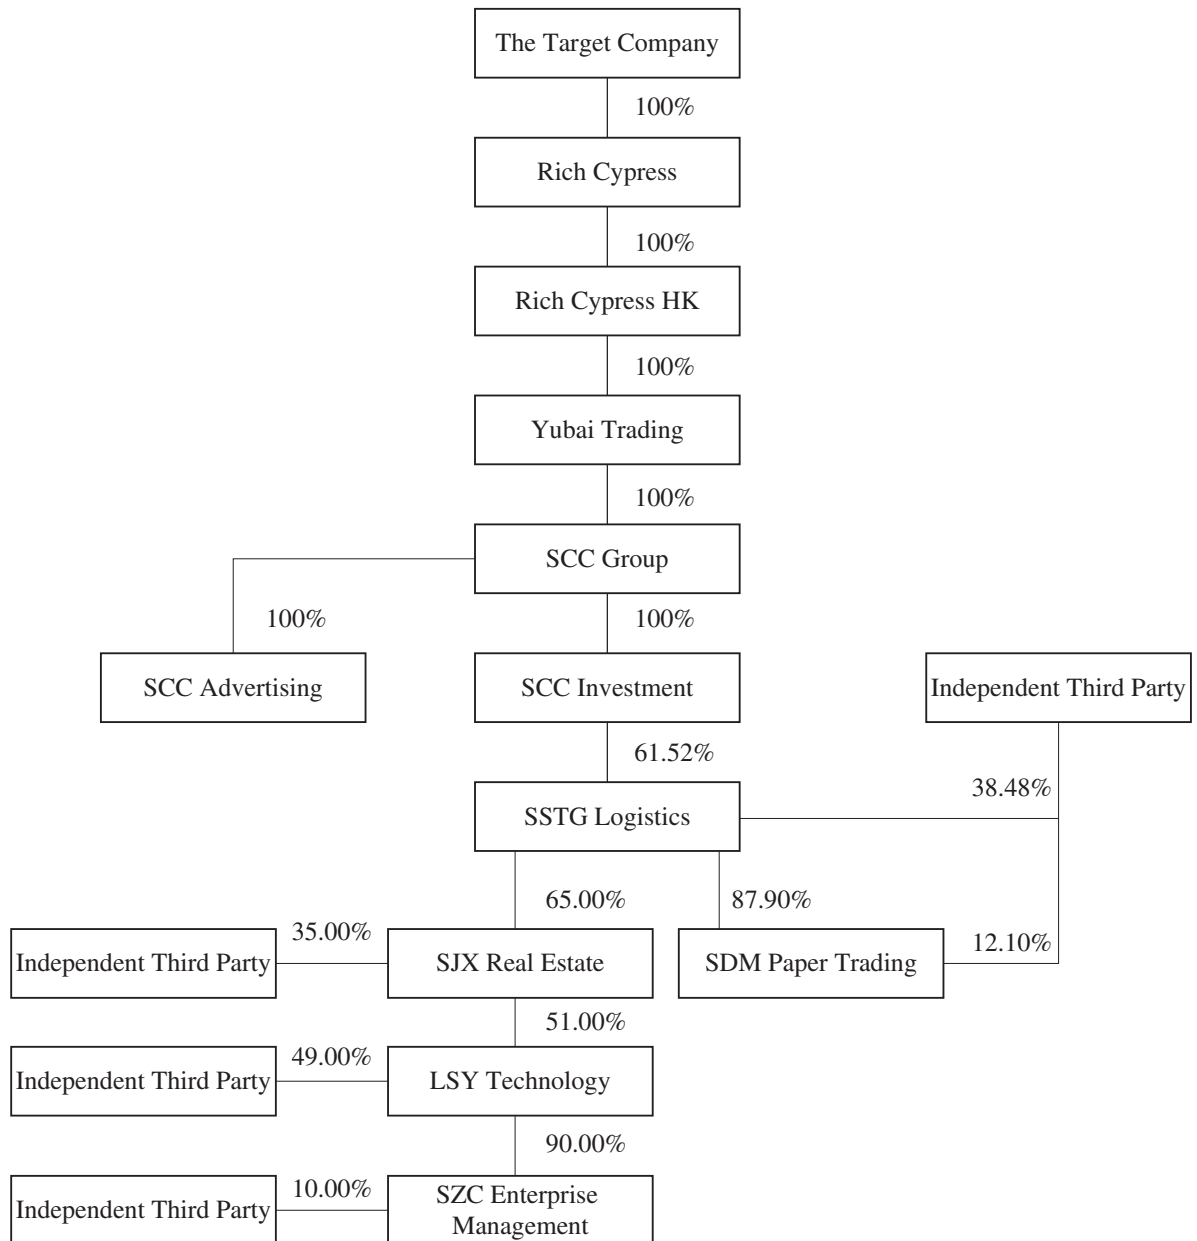 The Target Company
100%
Rich Cypress
100%
Rich Cypress HK
100%
Yubai Trading
100%
SCC Group
100%
100%
SCC Advertising
SCC Investment
Independent Third Party
61.52%
38.48%
SSTG Logistics
65.00%
87.90%
35.00%
12.10%
Independent Third Party
SJX Real Estate
SDM Paper Trading
51.00%
49.00%
Independent Third Party
LSY Technology
90.00%
10.00%
Independent Third Party
SZC Enterprise
Management